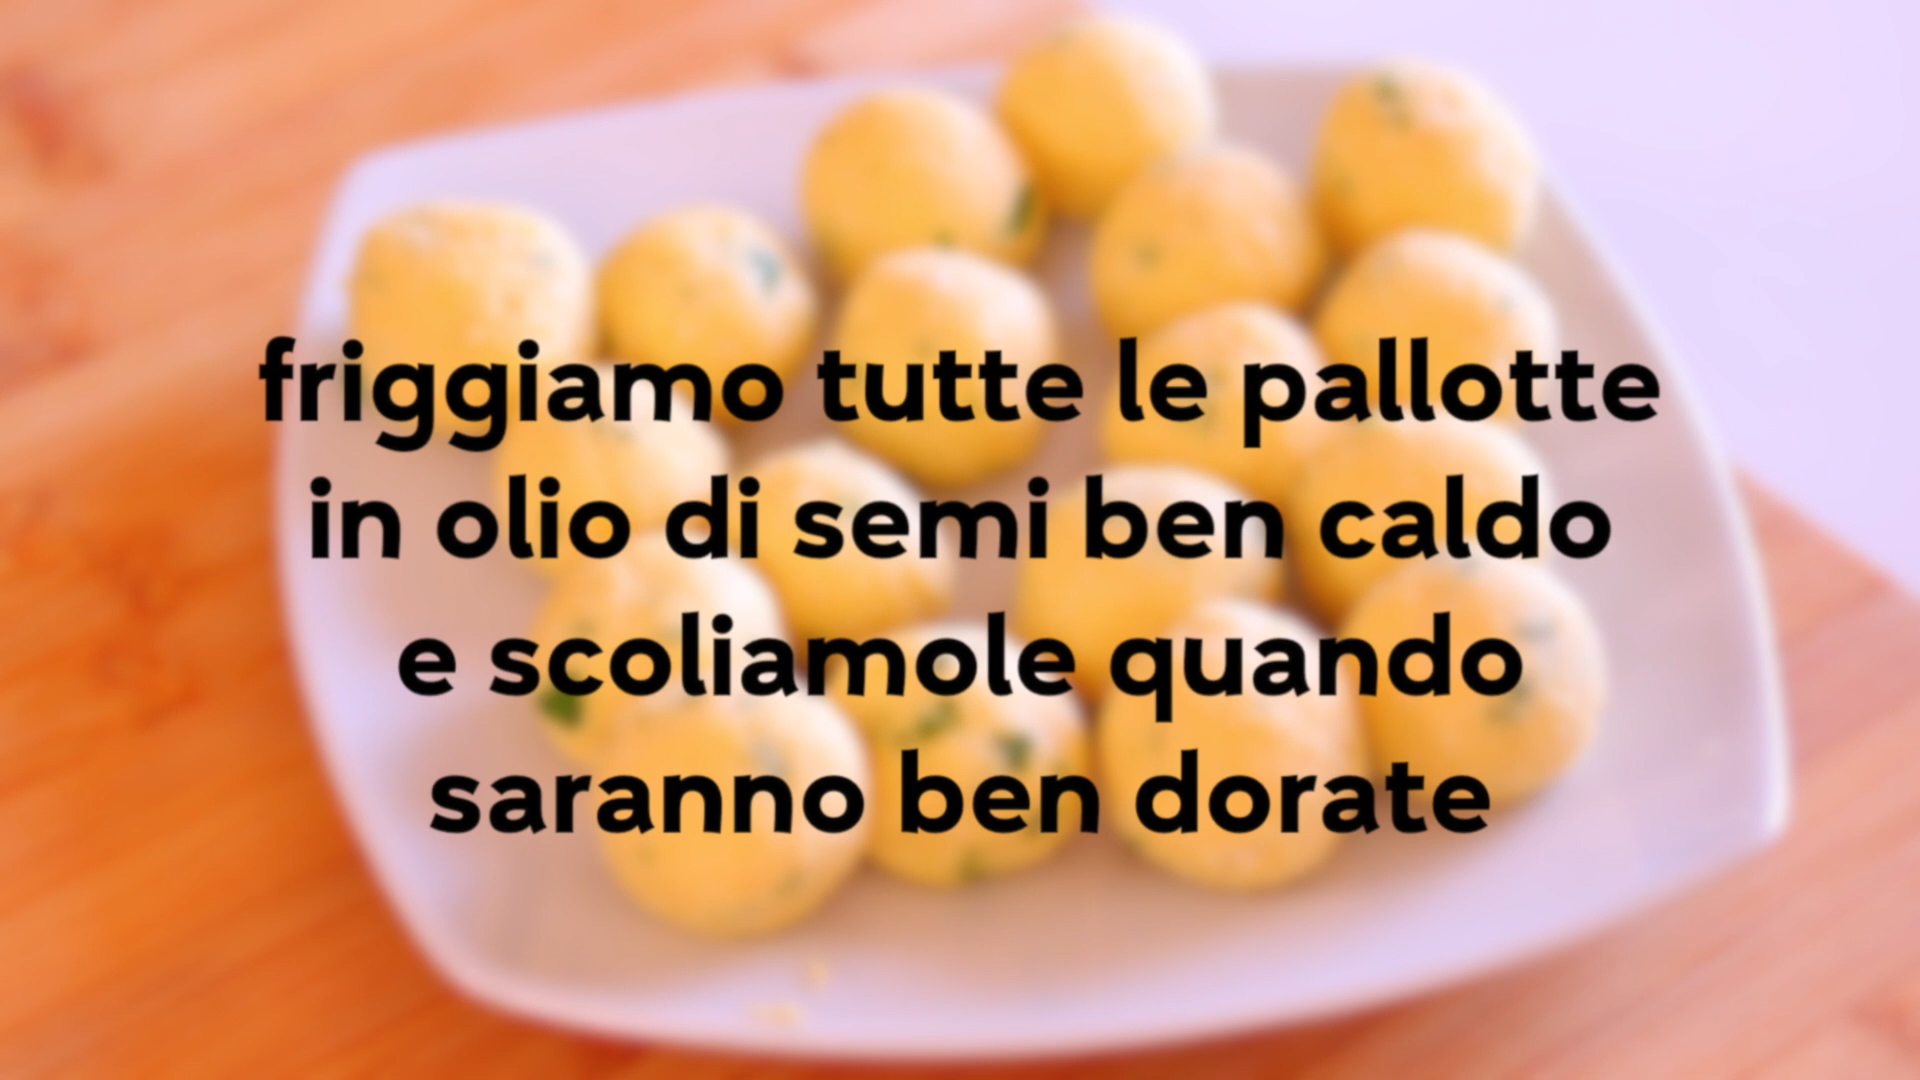 friggiamo tutte le pallotte
in olio di semi ben caldo
e scoliamole quando
saranno ben dorate